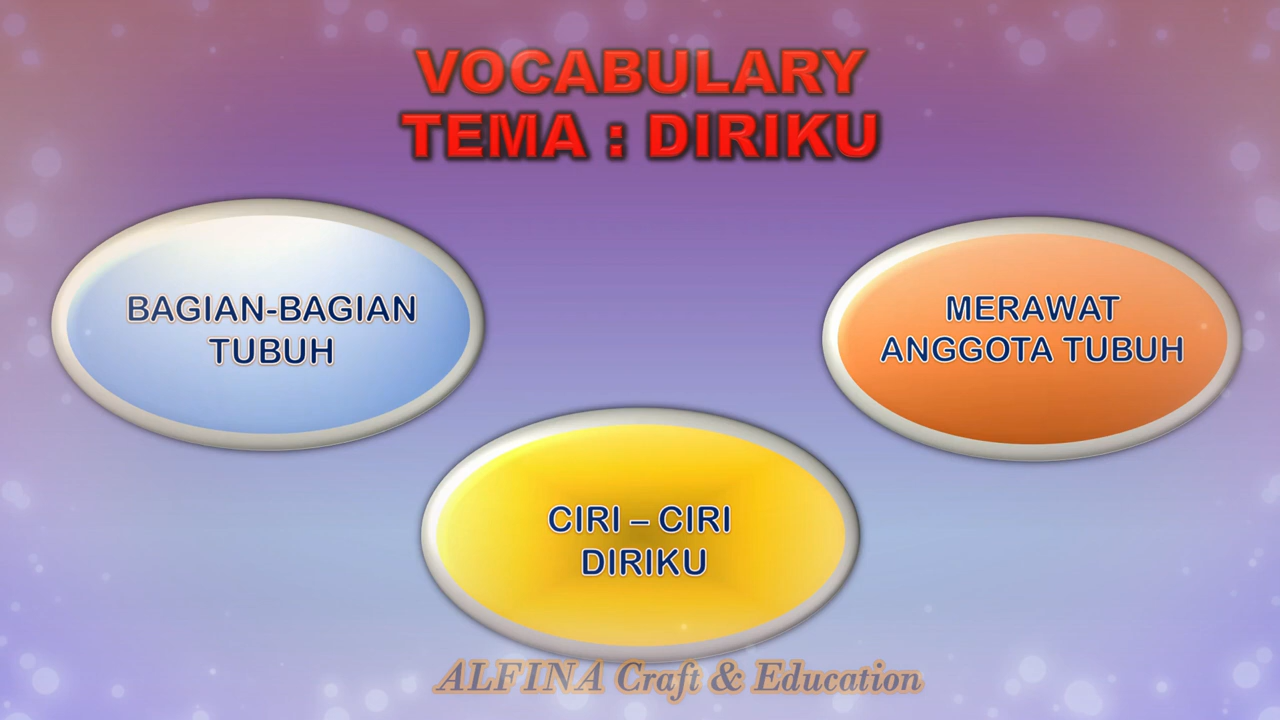 VOCABULARY
TEMA : DIRIKU
BAGIAN-BAGIAN
TUBUH
MERAWAT
ANGGOTA TUBUH
CIRI – CIRI
DIRIKU
ALFINA Craft & Education